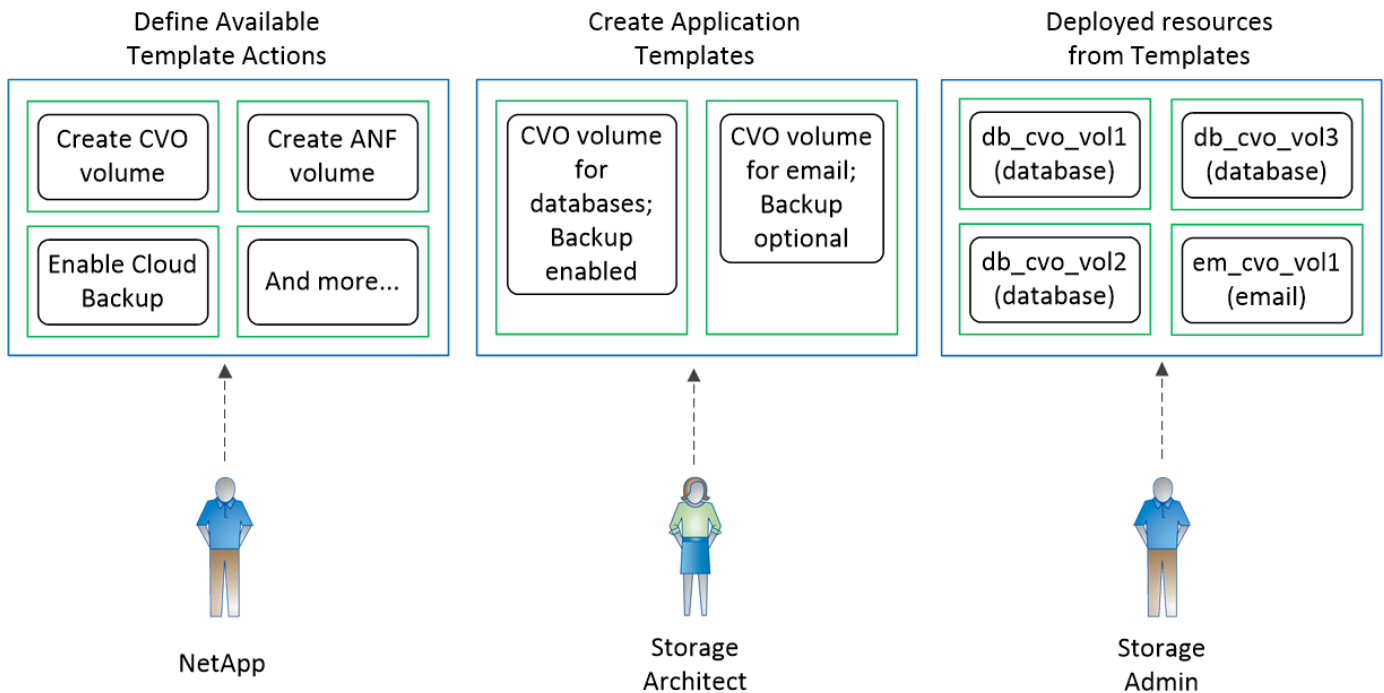 Define Available
Template Actions
Create CVO
volume
Create ANF
volume
Enable Cloud
Backup
And more...
NetApp
Create Application
Templates
CVO volume
for
databases;
Backup
enabled
CVO volume
for email;
Backup
optional
Storage
Architect
Deployed resources
from Templates
db_cvo_vol1
(database)
db_cvo_vol3
(database)
db_cvo_vol2
(database)
em_cvo_vol1
(email)
Storage
Admin